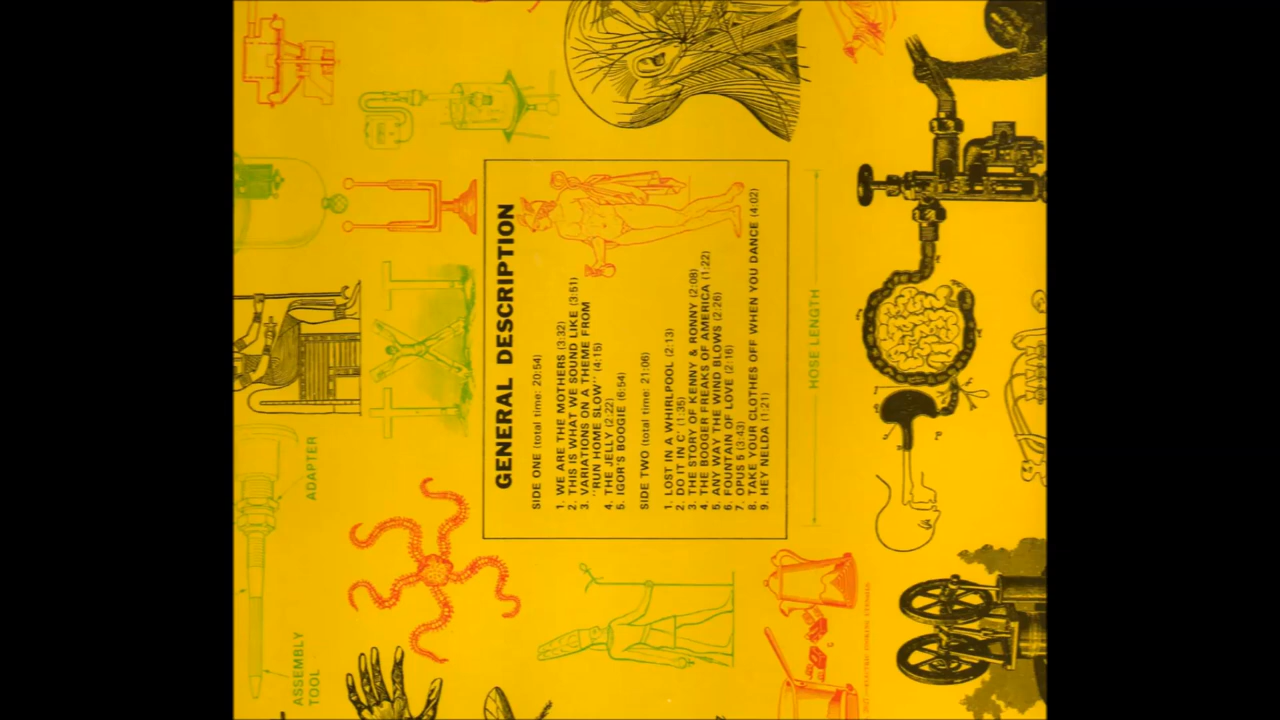 GENERAL DESCRIPTION
SIDE ONE (total time: 20:54)
1. WE ARE THE MOTHERS (3:32)
2. THIS IS WHAT WE SOUND LIKE (3:51)
3. VARIATIONS ON A THEME FROM
"RUN HOME SLOW" (4:15)
4. THE JELLY (2:22)
5. IGOR'S BOOGIE (6:54)
SIDE TWO (total time: 21:06)
1. LOST IN A WHIRLPOOL (2:13)
2. DO IT IN C' (1:35)
3. THE STORY OF KENNY & RONNY (2:08)
4. THE BOOGER FREAKS OF AMERICA (1:22)
5. ANY WAY THE WIND BLOWS (2:26)
6. FOUNTAIN OF LOVE (2:16)
7. OPUS 5 (3:43)
8. TAKE YOUR CLOTHES OFF WHEN YOU DANCE (4:02)
9. HEY NELDA (1:21)
HOSE LENGTH
ADAPTER
ASSEMBLY
TOOL